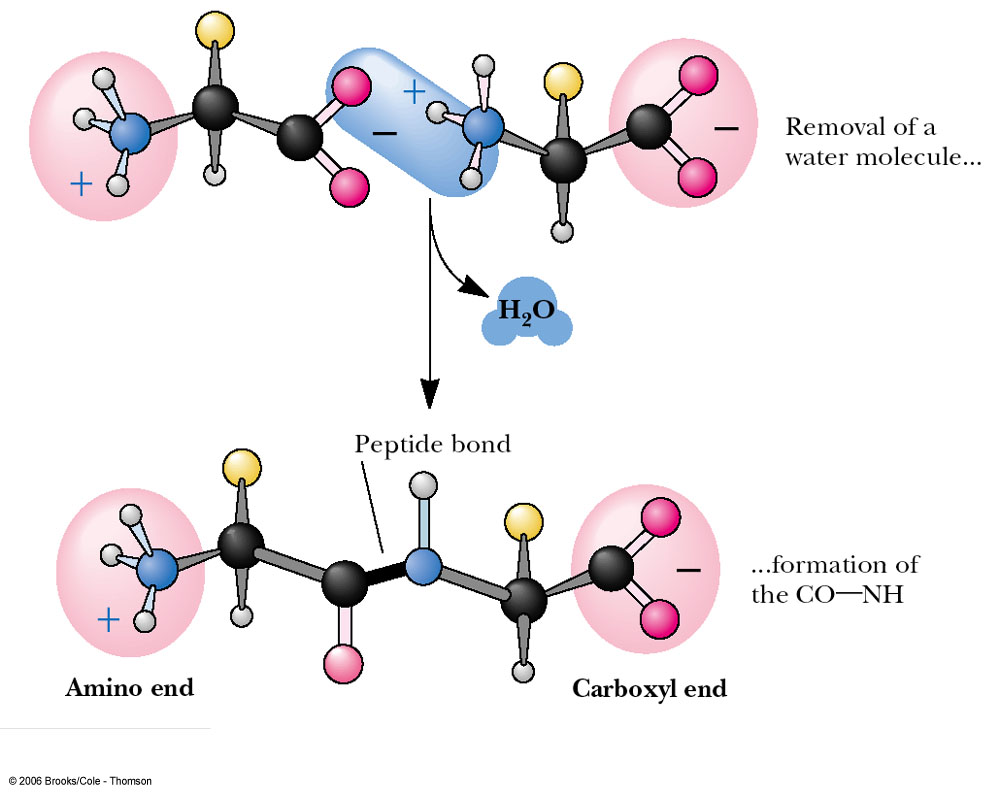 +
−
+
−
+
Removal of a
water molecule...
H₂O
Peptide bond
+
−
...formation of
the CO—NH
Amino end
Carboxyl end
© 2006 Brooks/Cole - Thomson